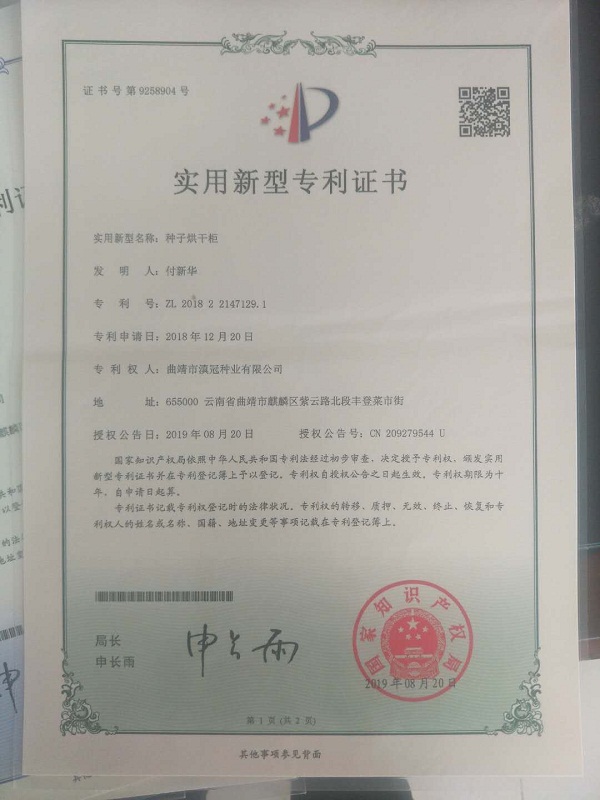 证书号第9258904号
实用新型专利证书
实用新型名称：种子烘干柜
发明人：付新华
专利号：ZL 2018 2 2147129.1
专利申请日：2018年12月20日
专利权人：曲靖市滇冠种业有限公司
地址：655000 云南省曲靖市麒麟区紫云路北段丰登菜市街
授权公告日：2019年08月20日 授权公告号：CN 209279544 U
国家知识产权局依照中华人民共和国专利法经过初步审查，决定授予专利权，颁发实用
新型专利证书并在专利登记簿上予以登记。专利权自授权公告之日起生效。专利权期限为十
年，自申请日起算。
专利证书记载专利权登记时的法律状况。专利权的转移、质押、无效、终止、恢复和专
利权人的姓名或名称、国籍、地址变更等事项记载在专利登记簿上。
局长
申长雨
申长雨
国家知识产权局
2019年08月20日
第1页(共2页)
其他事项参见背面